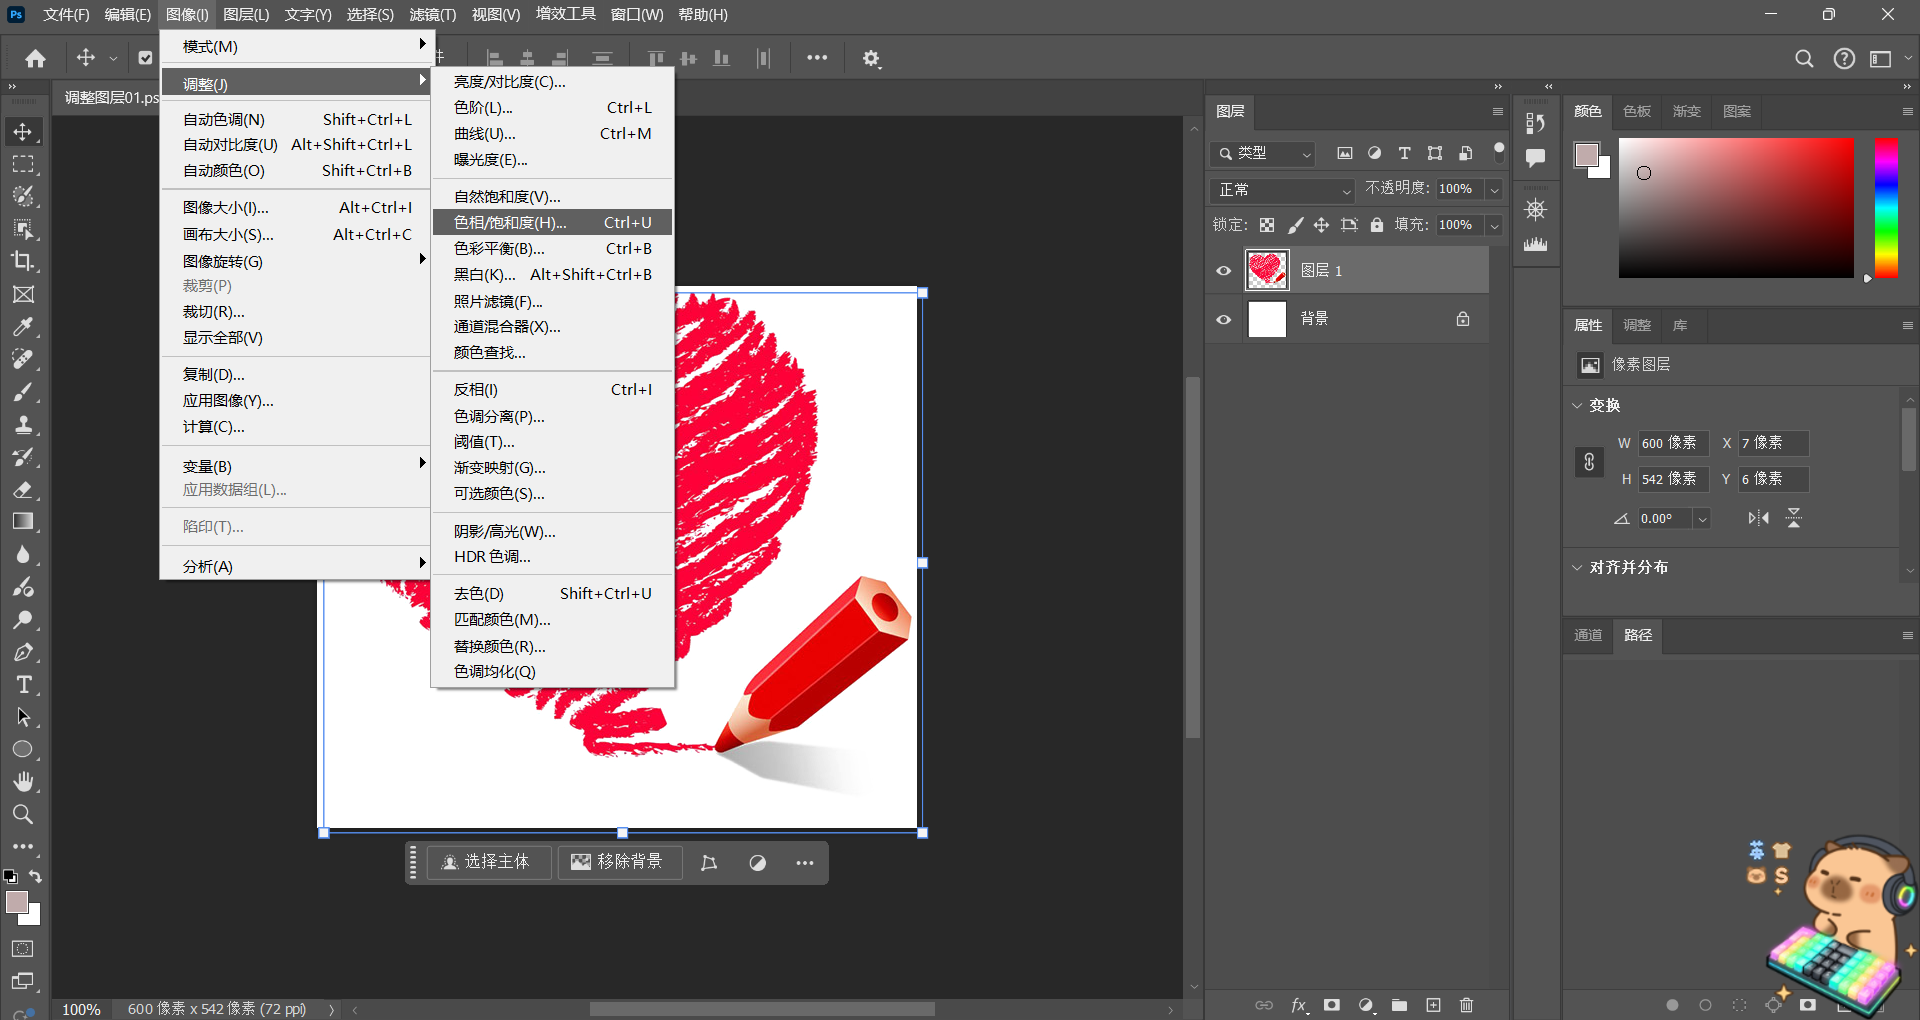 Ps 文件(F) 编辑(E) 图像(I) 图层(L) 文字(Y) 选择(S) 滤镜(T) 视图(V) 增效工具 窗口(W) 帮助(H)
调整图层01.ps
模式(M)
调整(J)
自动色调(N) Shift+Ctrl+L
自动对比度(U) Alt+Shift+Ctrl+L
自动颜色(O) Shift+Ctrl+B
图像大小(I)... Alt+Ctrl+I
画布大小(S)... Alt+Ctrl+C
图像旋转(G)
裁剪(P)
裁切(R)...
显示全部(V)
复制(D)...
应用图像(Y)...
计算(C)...
变量(B)
应用数据组(L)...
陷印(T)...
分析(A)
亮度/对比度(C)...
色阶(L)... Ctrl+L
曲线(U)... Ctrl+M
曝光度(E)...
自然饱和度(V)...
色相/饱和度(H)... Ctrl+U
色彩平衡(B)... Ctrl+B
黑白(K)... Alt+Shift+Ctrl+B
照片滤镜(F)...
通道混合器(X)...
颜色查找...
反相(I) Ctrl+I
色调分离(P)...
阈值(T)...
渐变映射(G)...
可选颜色(S)...
阴影/高光(W)...
HDR 色调...
去色(D) Shift+Ctrl+U
匹配颜色(M)...
替换颜色(R)...
色调均化(Q)
选择主体 移除背景
100% 600 像素 x 542 像素 (72 ppi)
图层
类型
正常 不透明度: 100%
锁定: 填充: 100%
图层 1
背景
fx
颜色 色板 渐变 图案
属性 调整 库
像素图层
变换
W 600 像素 X 7 像素
H 542 像素 Y 6 像素
0.00°
对齐并分布
通道 路径
英
S